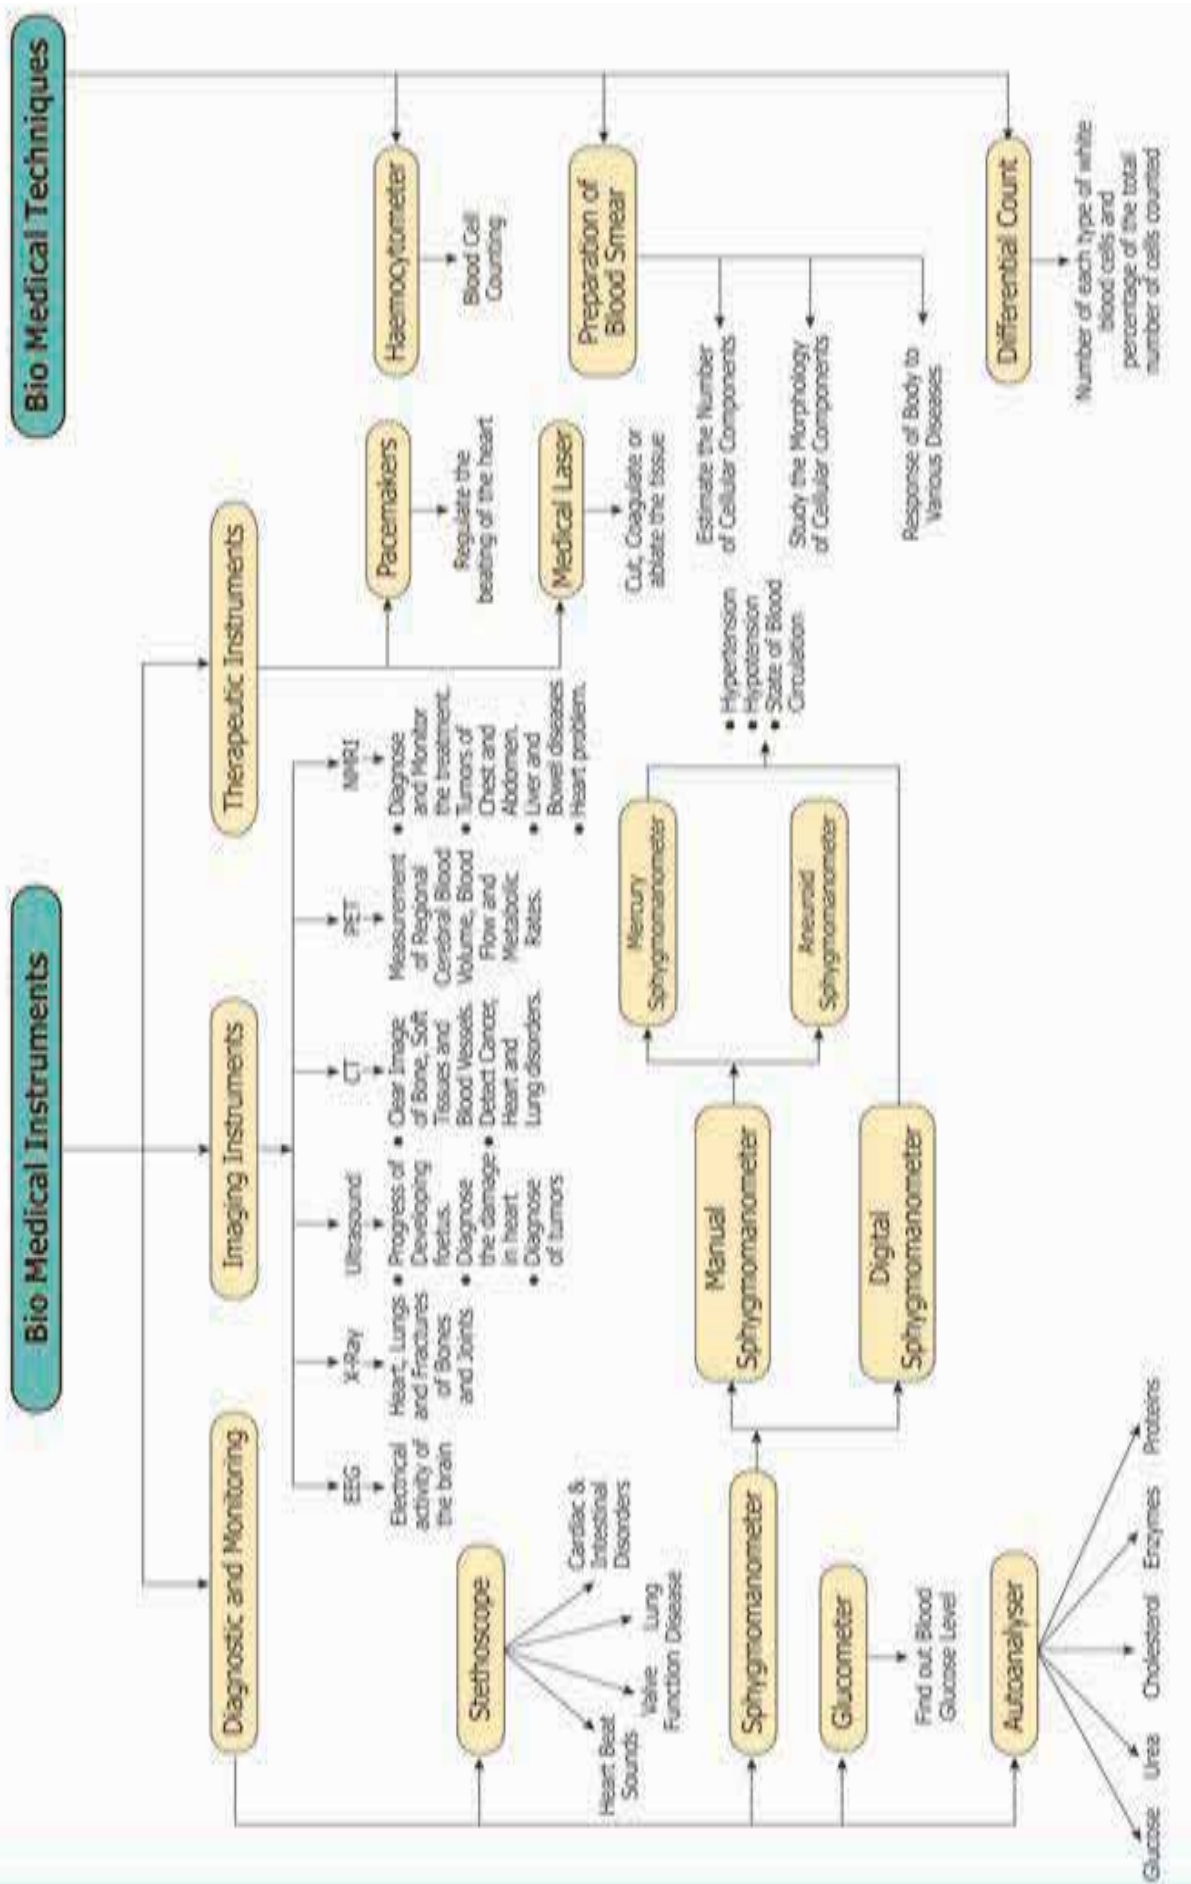 Bio Medical Instruments
Diagnostic and Monitoring
Imaging Instruments
Therapeutic Instruments
EEG
Electrical
activity of
the brain
X-Ray
Heart, Lungs
and Fractures
of Bones
and Joints
Ultrasound
● Progress of
Developing
foetus.
● Diagnose
the damage
in heart
● Diagnose
of tumors
CT
● Clear Image
of Bone, Soft
Tissues and
Blood Vessels.
● Detect Cancer,
Heart and
Lung disorders.
PET
Measurement
of Regional
Cerebral Blood
Volume, Blood
Flow and
Metabolic
Rates.
NMRI
● Diagnose
and Monitor
the treatment.
● Tumors of
Chest and
Abdomen.
● Liver and
Bowel diseases
● Heart problem.
Stethoscope
Heart Beat
Sounds
Valve
Function
Lung
Disease
Cardiac &
Intestinal
Disorders
Sphygmomanometer
Manual
Sphygmomanometer
Digital
Sphygmomanometer
Mercury
Sphygmomanometer
Aneuroid
Sphygmomanometer
● Hypertension
● Hypotension
● State of Blood
Circulation
Glucometer
Find out Blood
Glucose Level
Autoanalyser
Glucose
Urea
Cholesterol
Enzymes
Proteins
Pacemakers
Regulate the
beating of the heart
Medical Laser
Cut, Coagulate or
ablate the tissue
Bio Medical Techniques
Haemocytometer
Blood Cell
Counting
Preparation of
Blood Smear
Estimate the Number
of Cellular Components
Study the Morphology
of Cellular Components
Response of Body to
Various Diseases
Differential Count
Number of each type of white
blood cells and
percentage of the total
number of cells counted